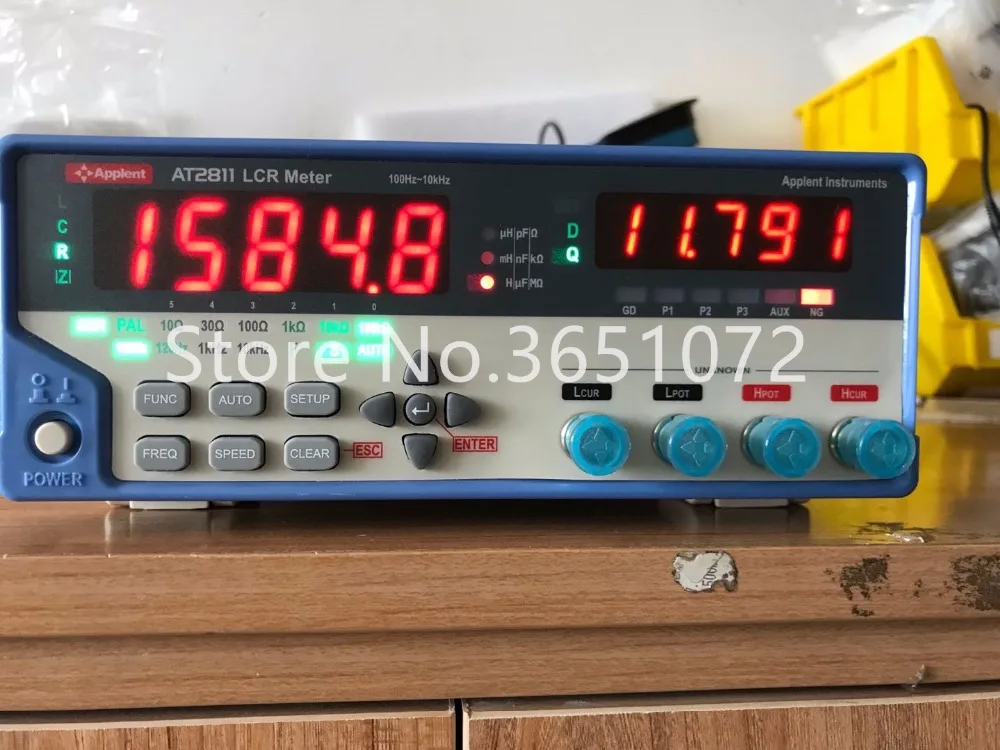 Applent AT2811 LCR Meter 100Hz~10kHz Applent instruments
1584.8 11.791
L
C
R
|Z|
µH|pF|Ω
mH|nF|kΩ
H|µF|MΩ
D
Q
GD P1 P2 P3 AUX NG
5 4 3 2 1 0
PAL 10Ω 30Ω 100Ω 1kΩ 10kΩ
1kHz 10kHz AUTO
Store No.3651072
UNKNOWN
LCUR LPOT HPOT HCUR
FUNC AUTO SETUP
FREQ SPEED CLEAR ESC
ENTER
POWER